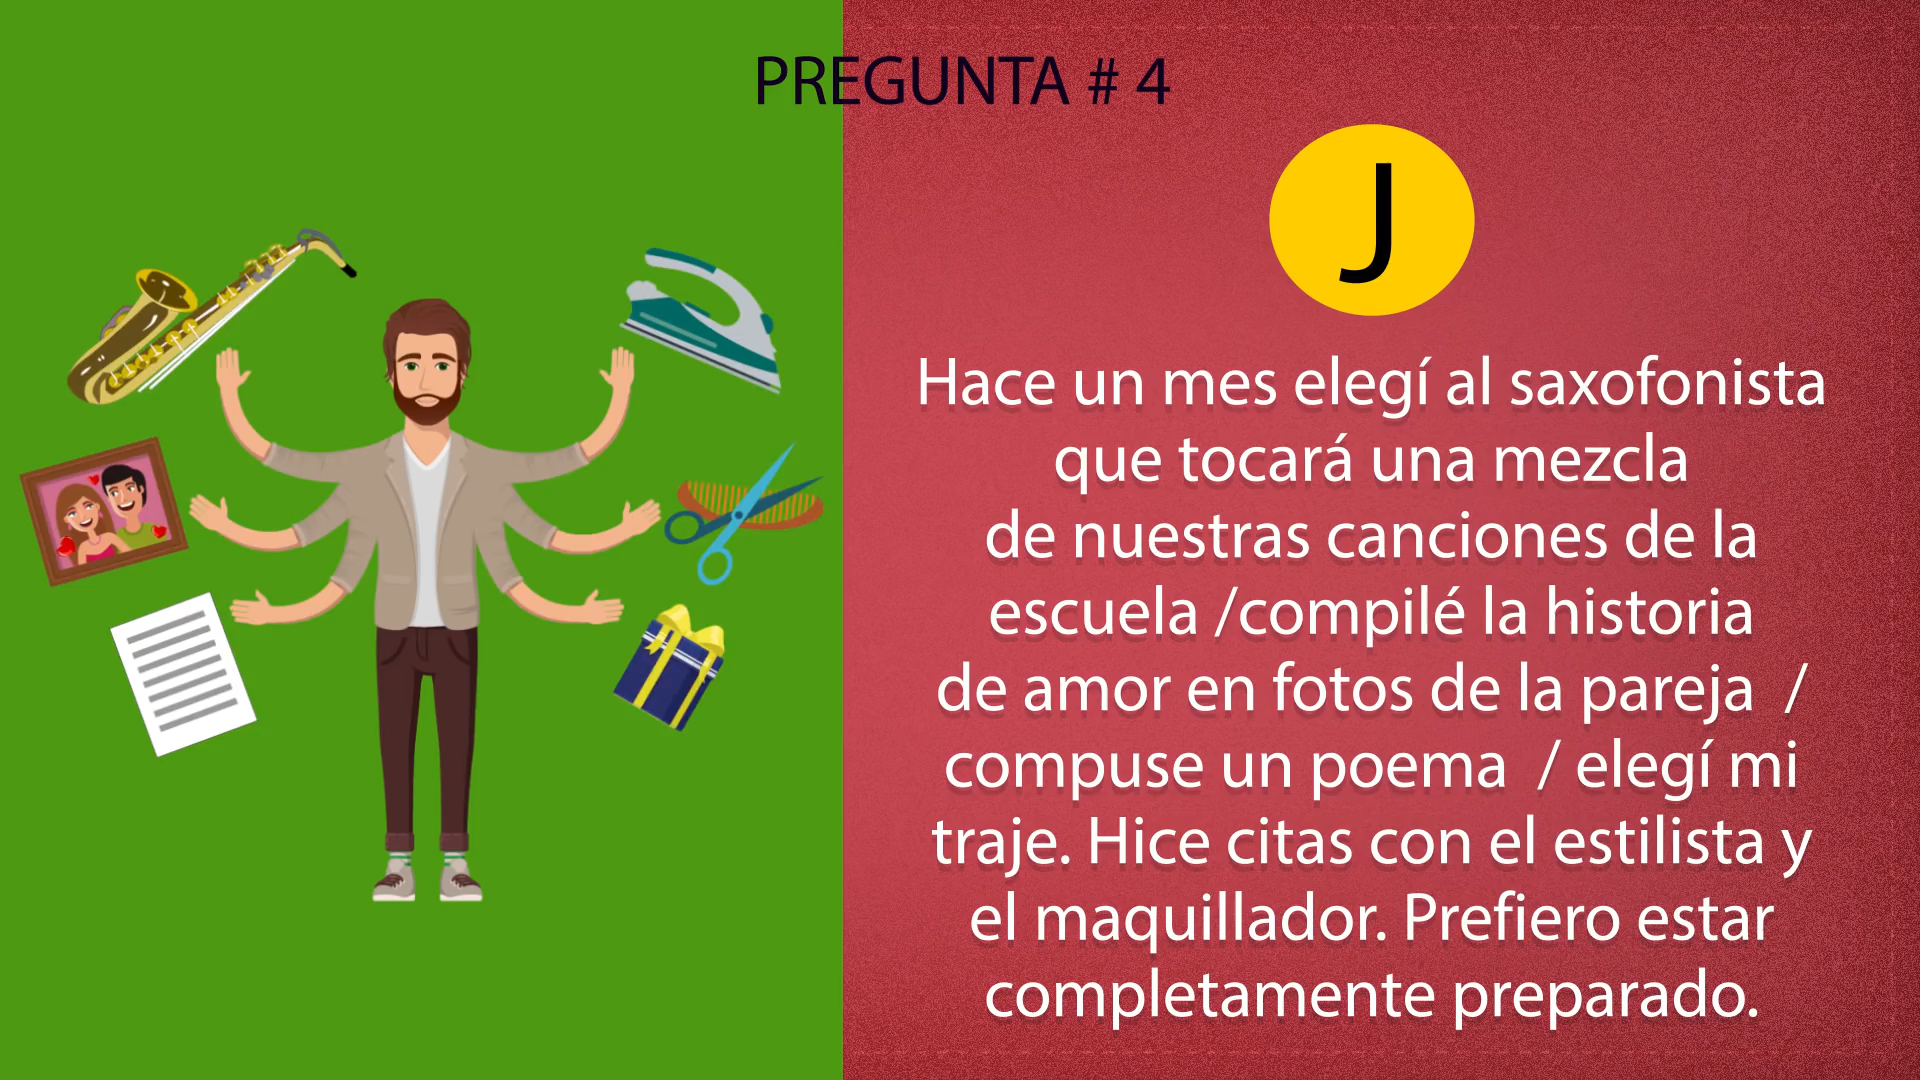 PREGUNTA # 4
J
Hace un mes elegí al saxofonista
que tocará una mezcla
de nuestras canciones de la
escuela /compilé la historia
de amor en fotos de la pareja /
compuse un poema / elegí mi
traje. Hice citas con el estilista y
el maquillador. Prefiero estar
completamente preparado.